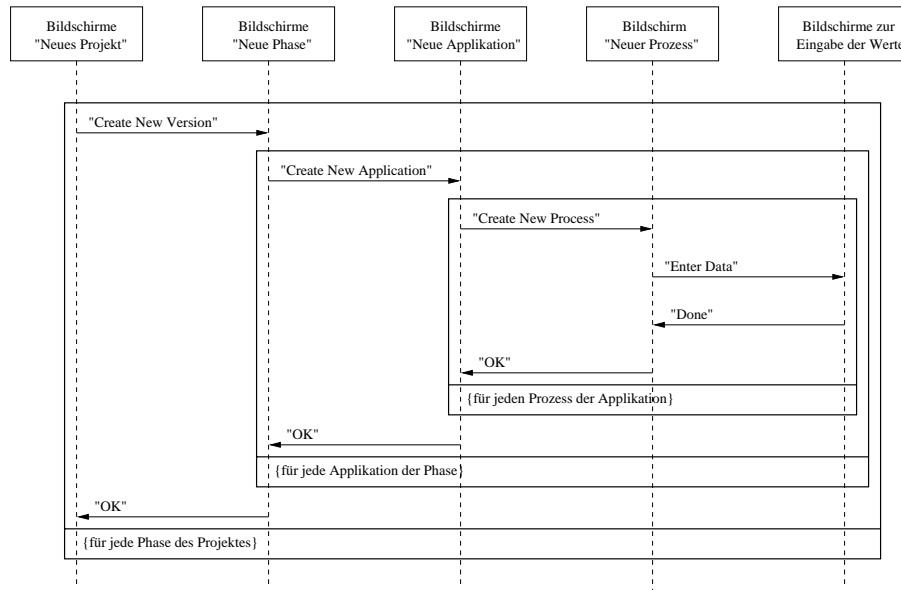 Bildschirme
"Neues Projekt"
Bildschirme
"Neue Phase"
Bildschirme
"Neue Applikation"
Bildschirm
"Neuer Prozess"
Bildschirme zur
Eingabe der Werte
"Create New Version"
"Create New Application"
"Create New Process"
"Enter Data"
"Done"
"OK"
{für jeden Prozess der Applikation}
"OK"
{für jede Applikation der Phase}
"OK"
{für jede Phase des Projektes}